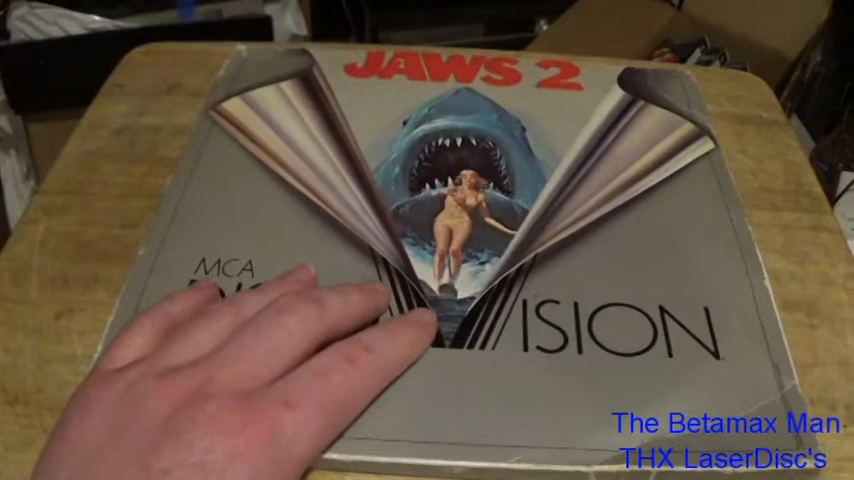 JAWS 2
MCA
VISION
The Betamax Man
THX LaserDisc's